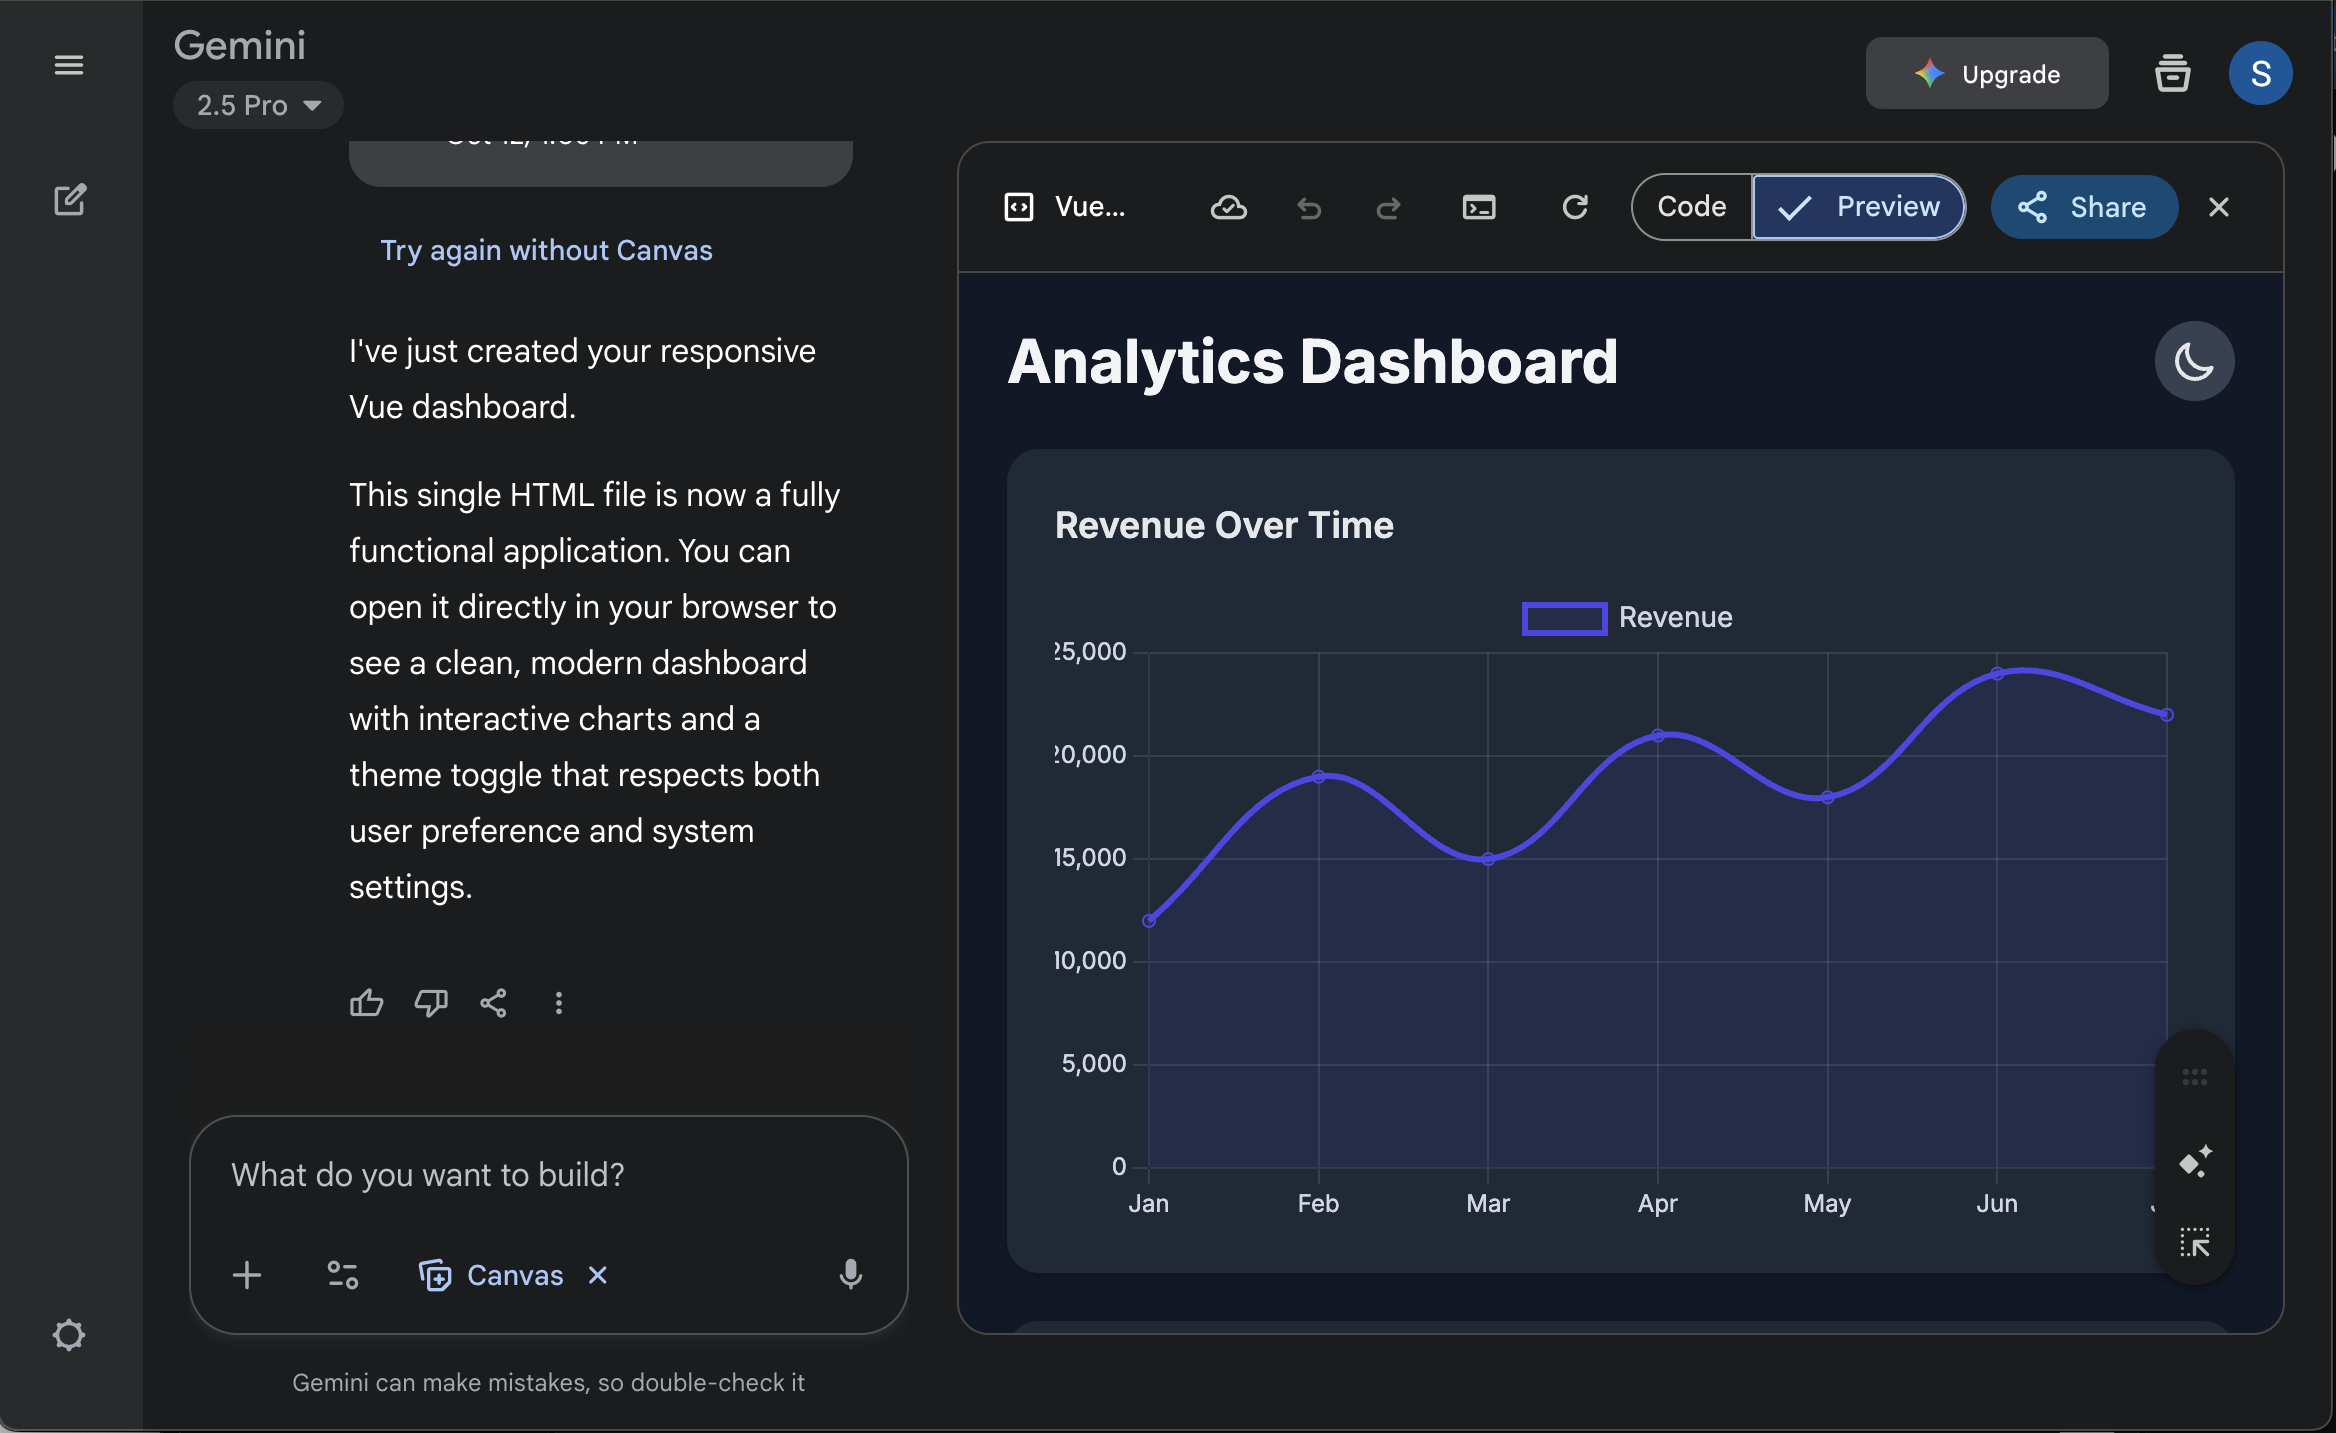 Gemini
2.5 Pro
Upgrade
S
Try again without Canvas
I've just created your responsive
Vue dashboard.
This single HTML file is now a fully
functional application. You can
open it directly in your browser to
see a clean, modern dashboard
with interactive charts and a
theme toggle that respects both
user preference and system
settings.
What do you want to build?
Canvas
Gemini can make mistakes, so double-check it
Vue...
Code
Preview
Share
Analytics Dashboard
Revenue Over Time
Revenue
25,000
20,000
15,000
10,000
5,000
0
Jan Feb Mar Apr May Jun